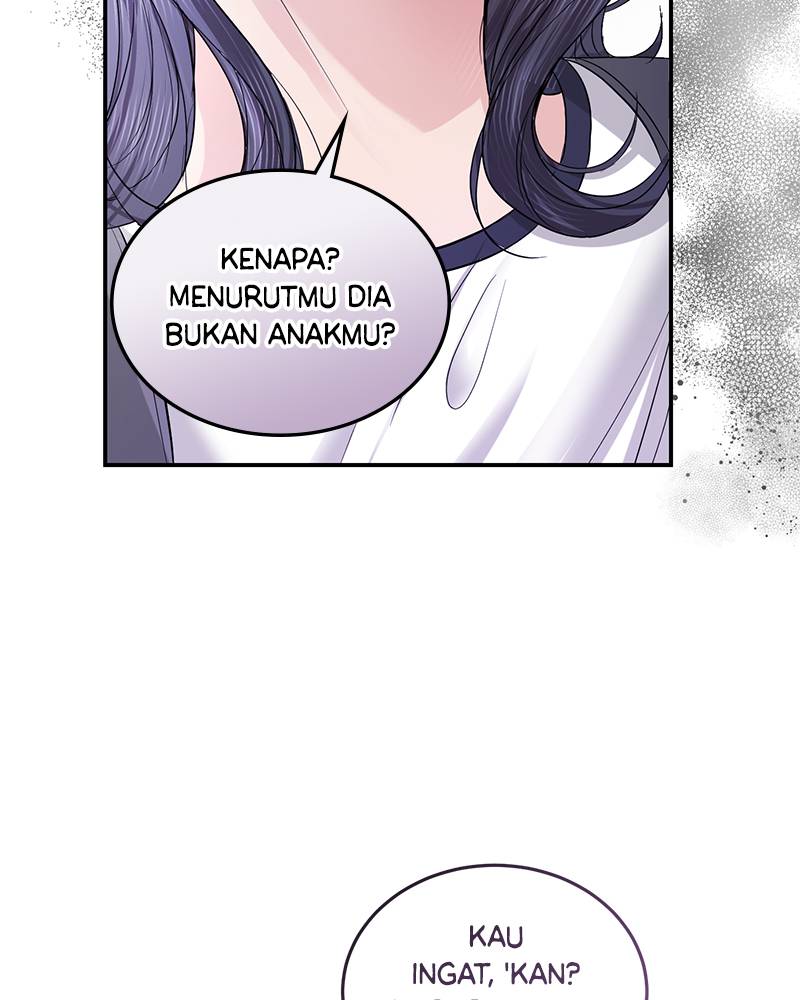 KENAPA?
MENURUTMU DIA
BUKAN ANAKMU?
KAU
INGAT, 'KAN?